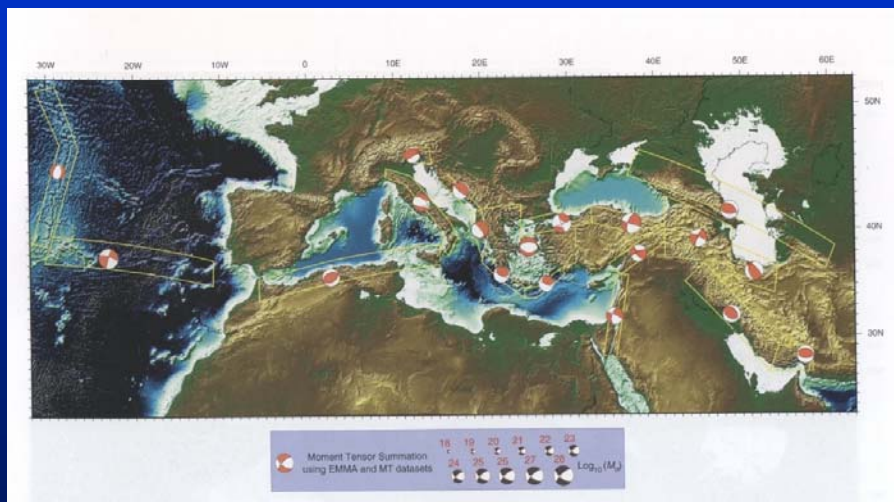 30W 20W 10W 0 10E 20E 30E 40E 50E 60E
50N
40N
30N
Moment Tensor Summation
using EMMA and MT datasets
18 19 20 21 22 23
24 25 26 27 28
Log10 (M0)